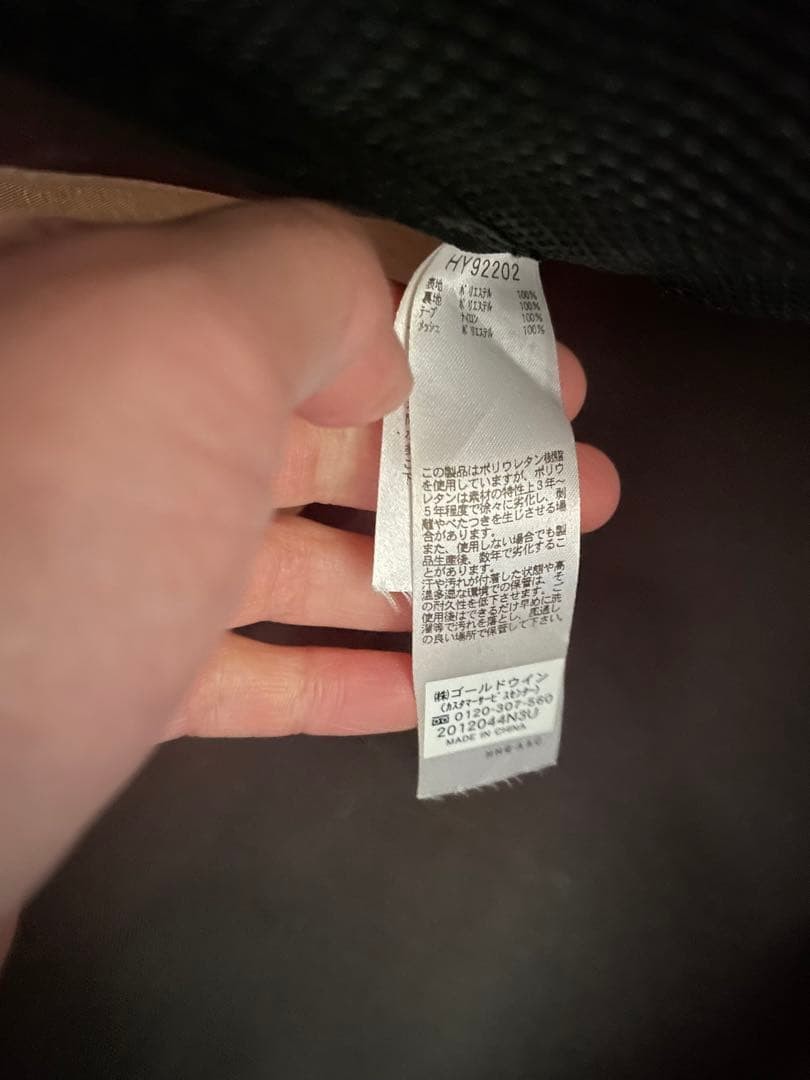 HY92202
表地 ポリエステル 100%
裏地 ポリエステル 100%
テープ ナイロン 100%
メッシュ ポリエステル 100%
この製品はポリウレタン樹脂
を使用していますが、ポリウ
レタンは素材の特性上3年〜
5年程度で徐々に劣化し、剥
離やべたつきを生じさせる場
合があります。
また、使用しない場合でも製
品生産後、数年で劣化するこ
とがあります。
汗や汚れが付着した状態や高
温多湿な環境での保管は、そ
の耐久性を低下させます。ご
使用後はできるだけ早めに洗
濯等で汚れを落とし、風通し
の良い場所で保管して下さい。
(株)ゴールドウイン
(カスタマーサービスセンター)
0120-307-560
2012044N3U
MADE IN CHINA